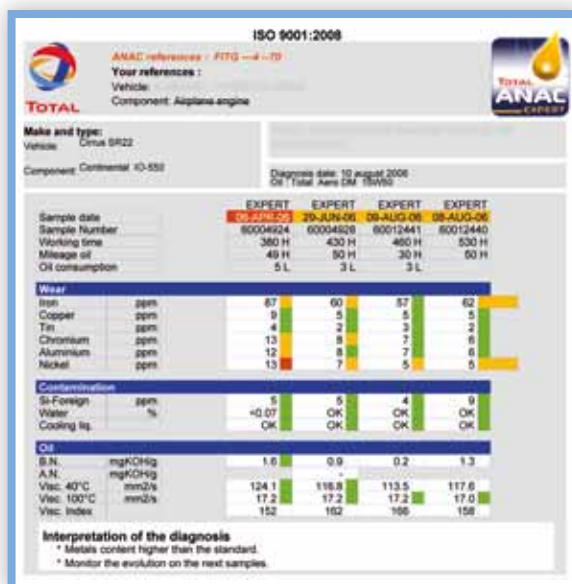 ISO 9001:2008
TOTAL
ANAC references : FITG —4 –70
Your references :
Vehicle:
Component: Airplane engine
TOTAL
ANAC
EXPERT
Make and type:
Vehicle: Cirrus SR22
Component: Continental IO-550
Diagnosis date: 10 august 2006
Oil : Total Aero DM 15W50
EXPERT EXPERT EXPERT EXPERT
Sample date 06-APR-06 29-JUN-06 09-AUG-06 08-AUG-06
Sample Number 60004924 60004928 60012441 60012440
Working time 380 H 430 H 460 H 530 H
Mileage oil 49 H 50 H 30 H 50 H
Oil consumption 5 L 3 L 3 L
Wear
Iron ppm 87 60 57 62
Copper ppm 9 5 5 5
Tin ppm 4 2 3 2
Chromium ppm 13 8 7 6
Aluminium ppm 12 8 7 6
Nickel ppm 13 7 5 5
Contamination
Si-Foreign ppm 5 5 4 9
Water % <0.07 OK OK OK
Cooling liq. OK OK OK OK
Oil
B.N. mgKOH/g 1.6 0.9 0.2 1.3
A.N. mgKOH/g -
Visc. 40°C mm2/s 124.1 116.8 113.5 117.6
Visc. 100°C mm2/s 17.2 17.2 17.2 17.0
Visc. Index 152 162 166 158
Interpretation of the diagnosis
* Metals content higher than the standard.
* Monitor the evolution on the next samples.